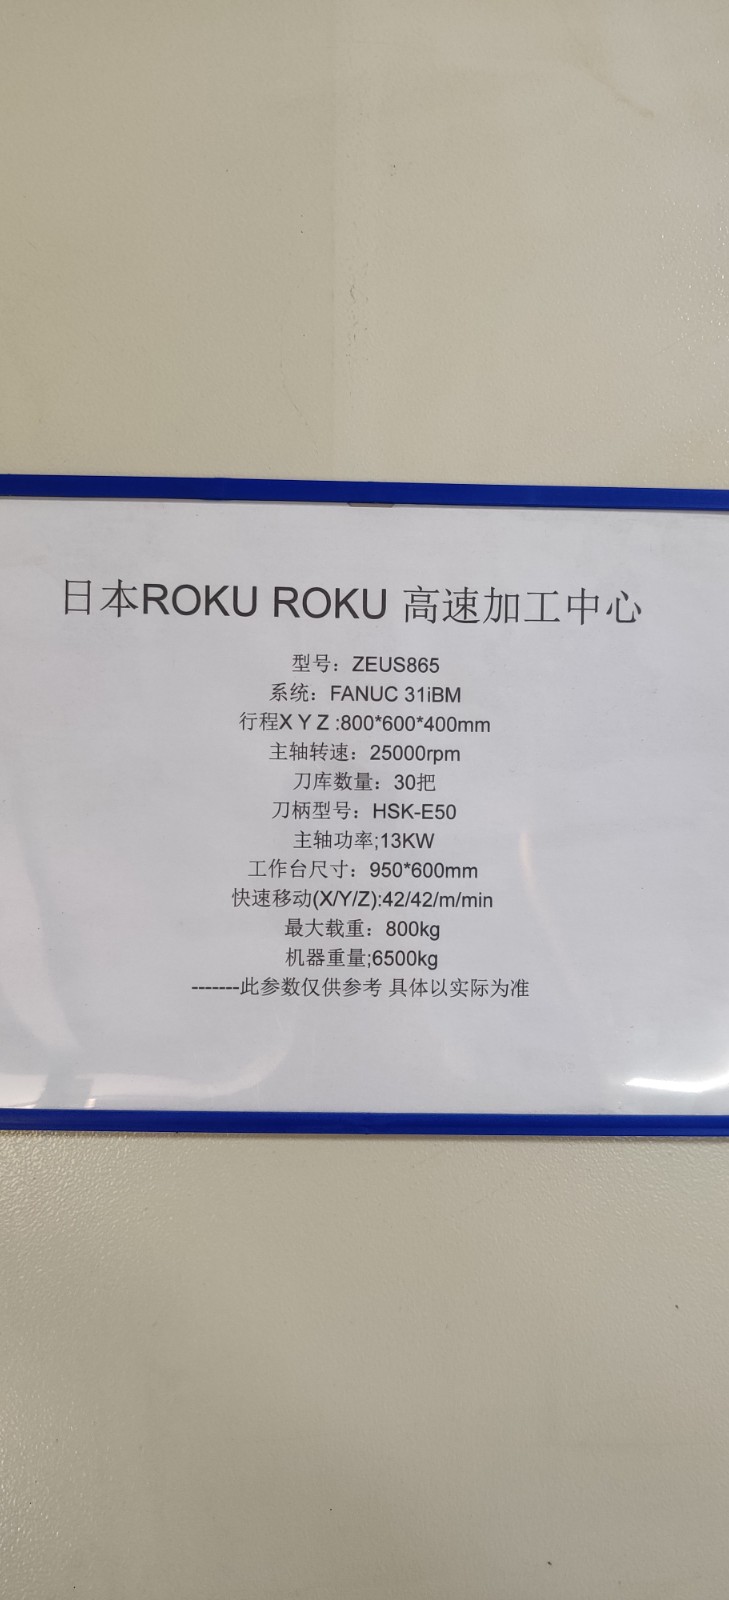 日本ROKU ROKU 高速加工中心
型号：ZEUS865
系统：FANUC 31iBM
行程X Y Z :800*600*400mm
主轴转速：25000rpm
刀库数量：30把
刀柄型号：HSK-E50
主轴功率;13KW
工作台尺寸：950*600mm
快速移动(X/Y/Z):42/42/m/min
最大载重：800kg
机器重量;6500kg
-------此参数仅供参考 具体以实际为准